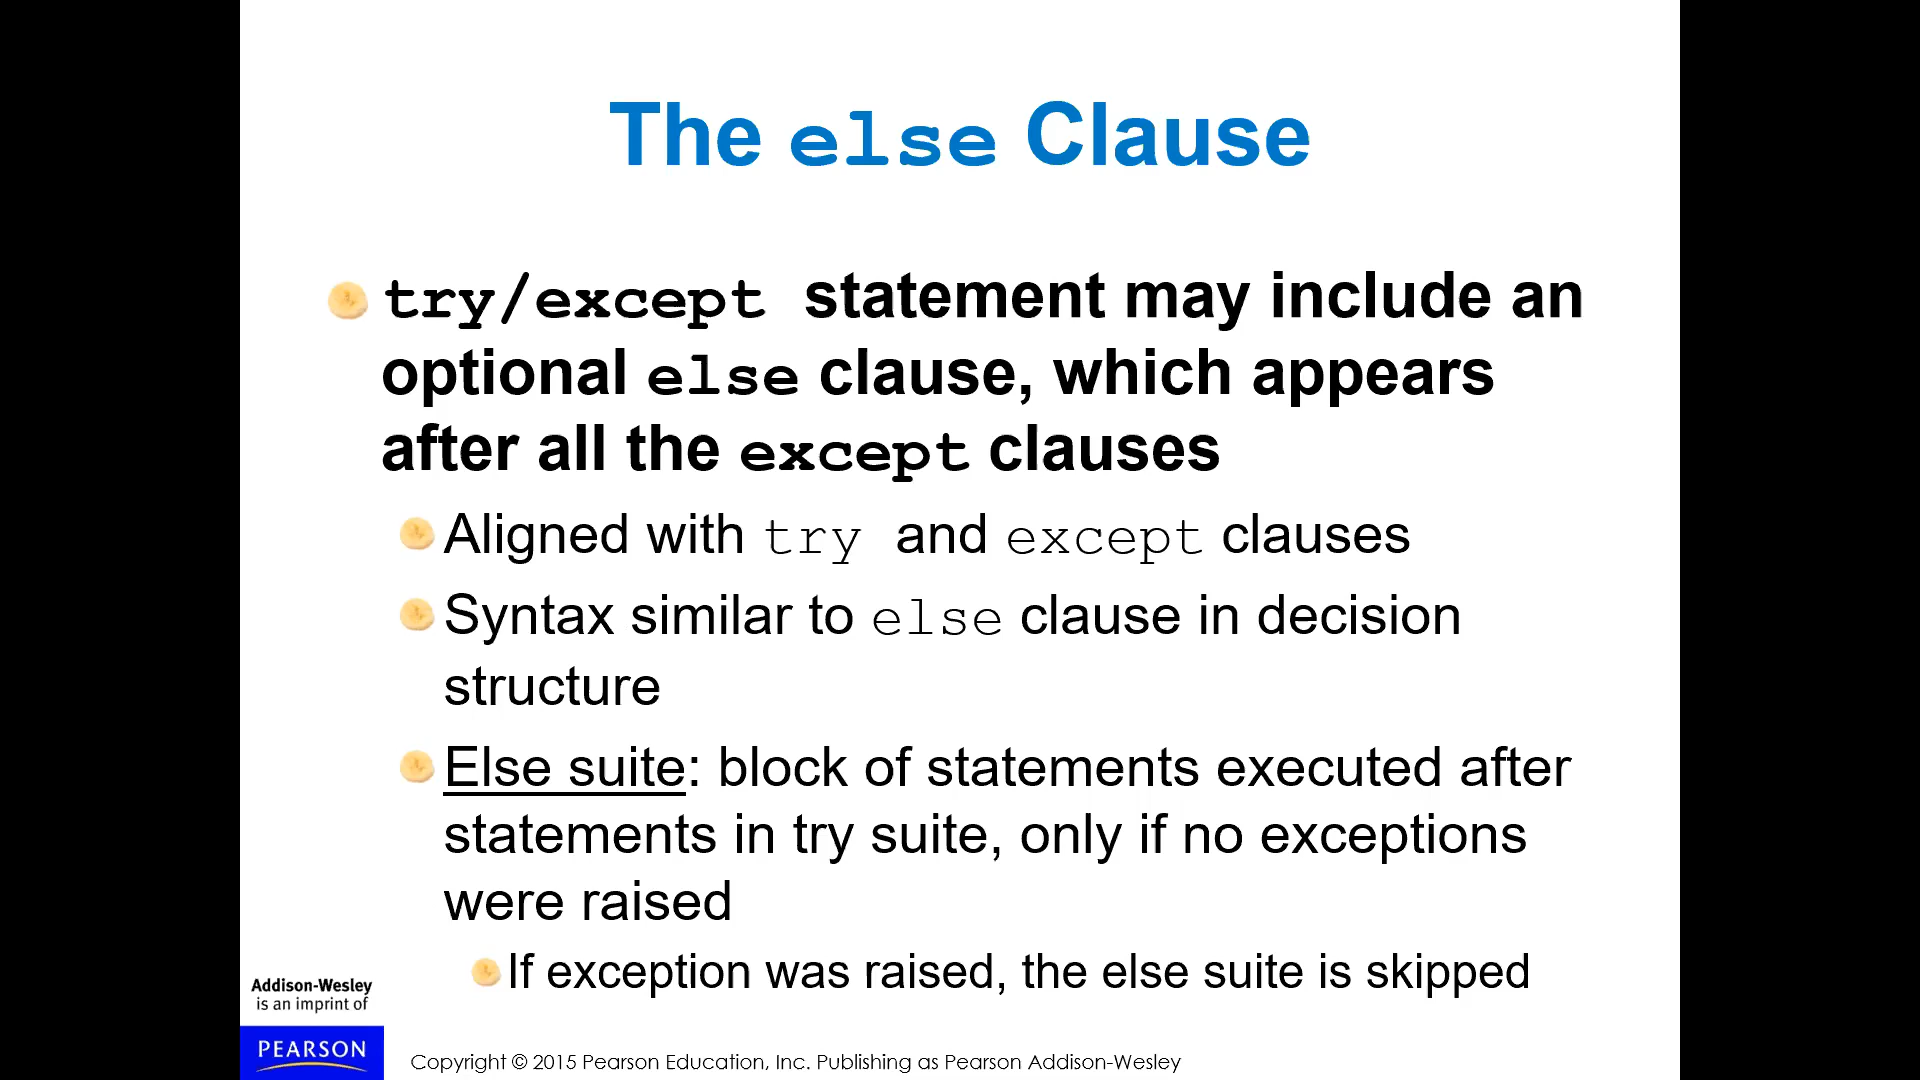 The else Clause
try/except statement may include an
optional else clause, which appears
after all the except clauses
Aligned with try and except clauses
Syntax similar to else clause in decision
structure
Else suite: block of statements executed after
statements in try suite, only if no exceptions
were raised
If exception was raised, the else suite is skipped
Addison-Wesley
is an imprint of
PEARSON
Copyright © 2015 Pearson Education, Inc. Publishing as Pearson Addison-Wesley